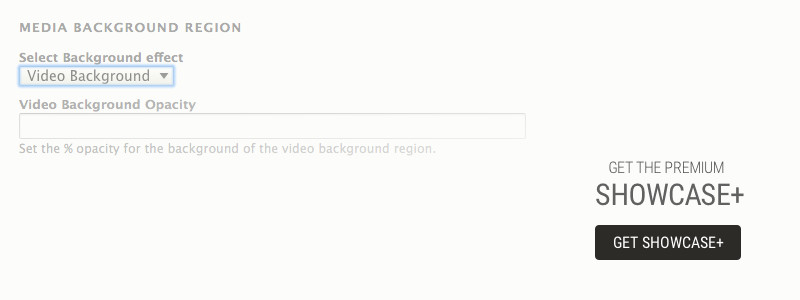 MEDIA BACKGROUND REGION
Select Background effect
Video Background
Video Background Opacity
Set the % opacity for the background of the video background region.
GET THE PREMIUM
SHOWCASE+
GET SHOWCASE+